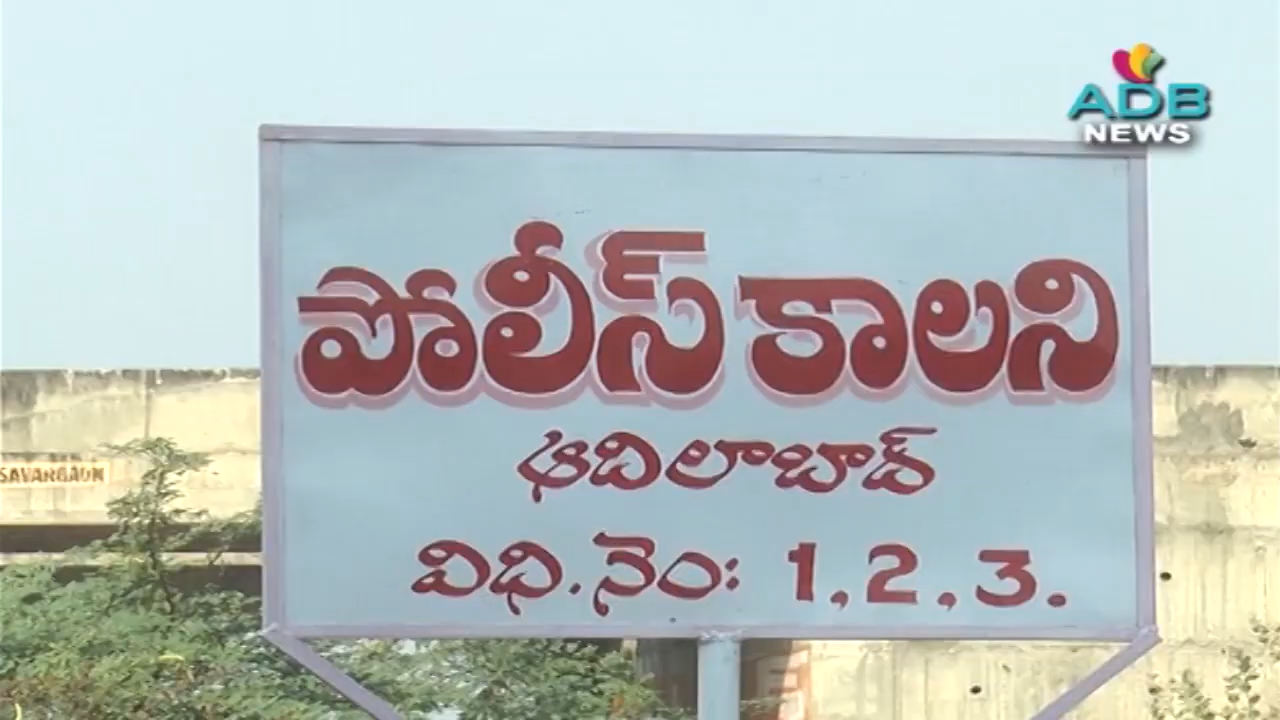 ADB
NEWS
పోలీస్ కాలని
ఆదిలాబాద్
విధి.నెం: 1,2,3.
SAVARGAON